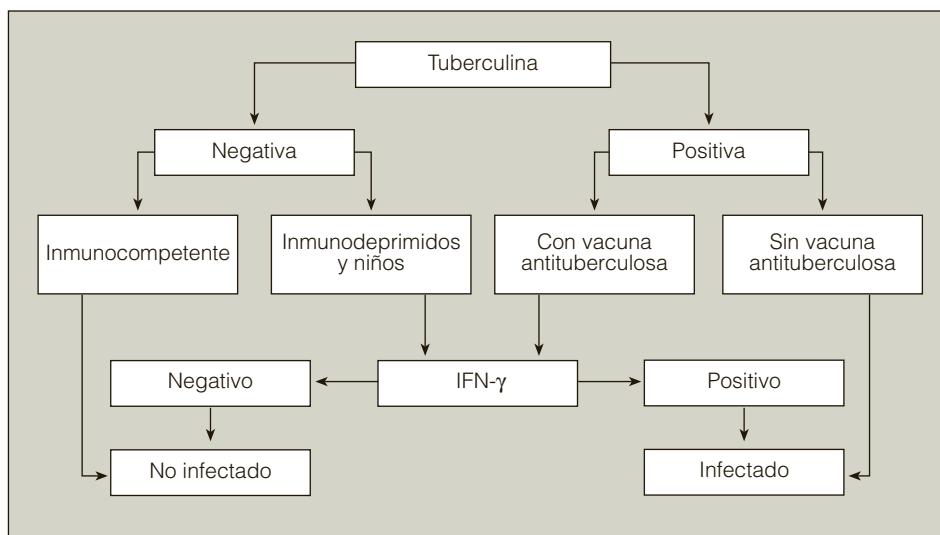 Tuberculina
Negativa
Positiva
Inmunocompetente
Inmunodeprimidos
y niños
Con vacuna
antituberculosa
Sin vacuna
antituberculosa
Negativo
IFN-γ
Positivo
No infectado
Infectado